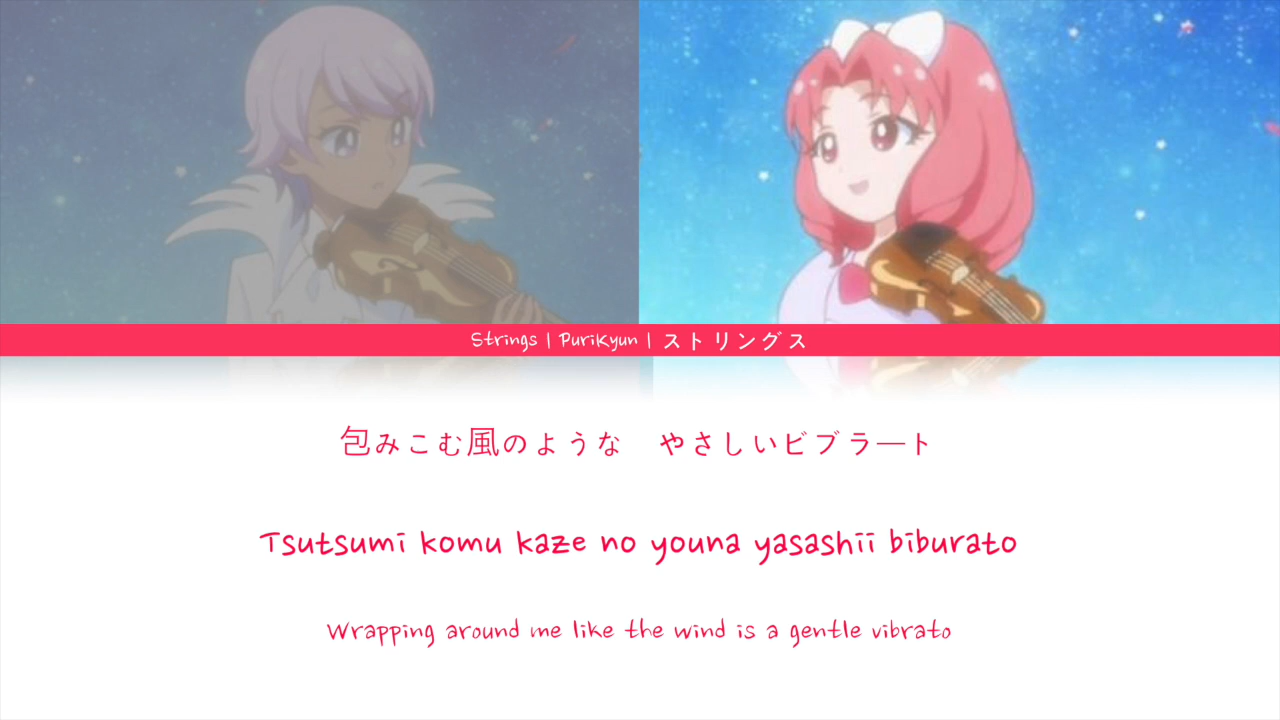 Strings | PuriKyun | ストリングス
包みこむ風のような　やさしいビブラート
Tsutsumi komu kaze no youna yasashii biburato
Wrapping around me like the wind is a gentle vibrato